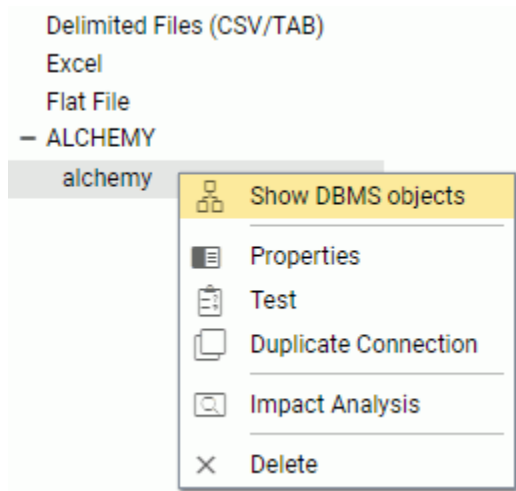 Delimited Files (CSV/TAB)
Excel
Flat File
ALCHEMY
alchemy
Show DBMS objects
Properties
Test
Duplicate Connection
Impact Analysis
Delete